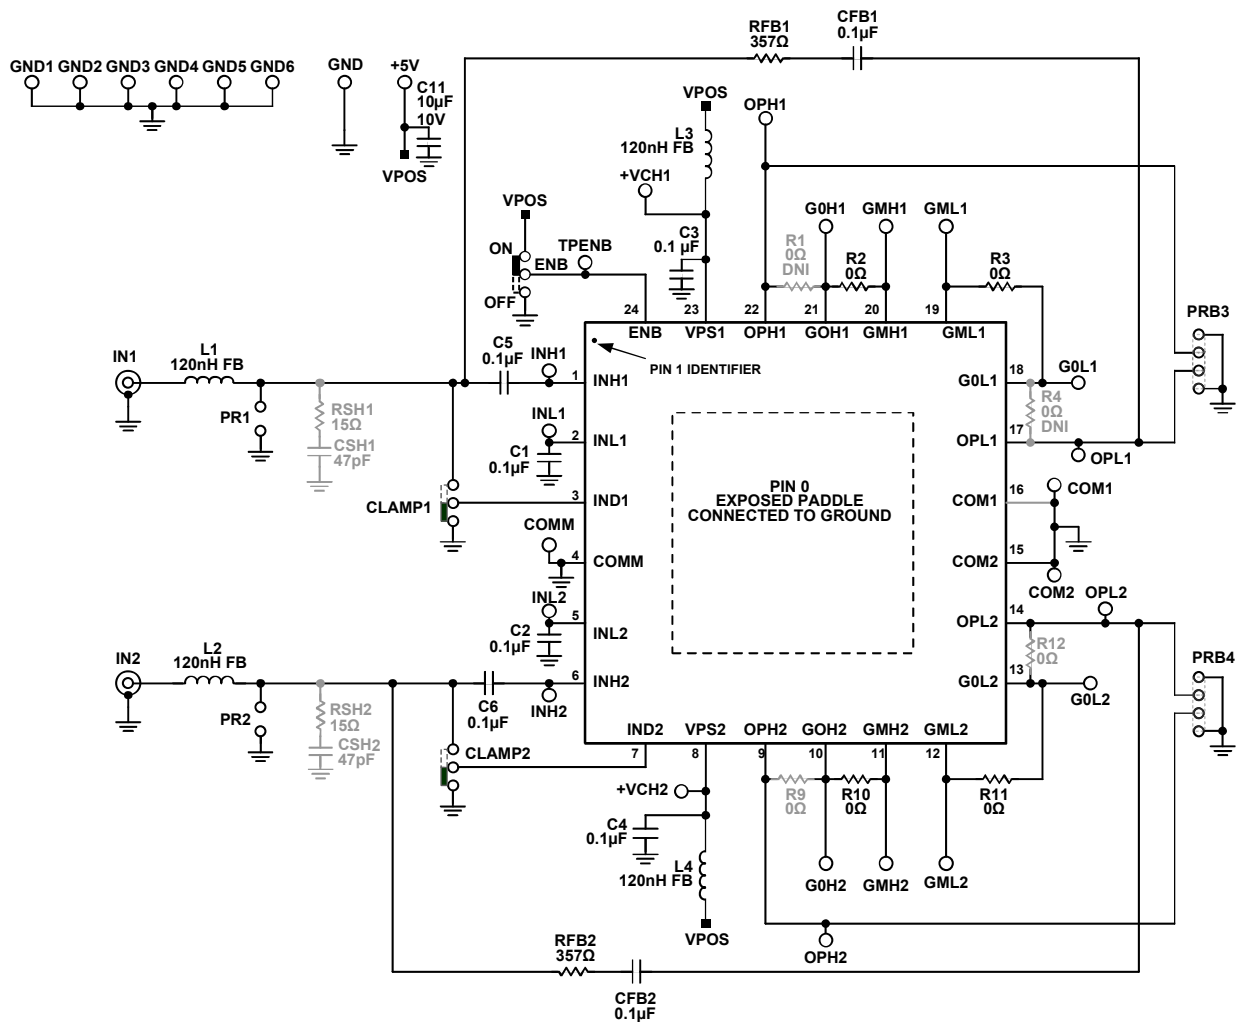 RFB1
357Ω
CFB1
0.1µF
GND1 GND2 GND3 GND4 GND5 GND6
GND
+5V
C11
10µF
10V
VPOS
VPOS
L3
120nH FB
OPH1
+VCH1
VPOS
ON
ENB
OFF
TPENB
C3
0.1 µF
R1
0Ω
DNI
G0H1
R2
0Ω
GMH1
GML1
R3
0Ω
24
23
22
21
20
19
ENB
VPS1
OPH1
GOH1
GMH1
GML1
PRB3
IN1
L1
120nH FB
C5
0.1µF
INH1
PIN 1 IDENTIFIER
1
INH1
G0L1
18
G0L1
PR1
RSH1
15Ω
CSH1
47pF
INL1
2
INL1
C1
0.1µF
R4
0Ω
DNI
17
OPL1
OPL1
PIN 0
EXPOSED PADDLE
CONNECTED TO GROUND
CLAMP1
3
IND1
COM1
16
COM1
COMM
4
COMM
COM2
15
COM2
INL2
5
INL2
C2
0.1µF
OPL2
14
OPL2
R12
0Ω
IN2
L2
120nH FB
6
INH2
G0L2
13
G0L2
PRB4
PR2
RSH2
15Ω
CSH2
47pF
C6
0.1µF
INH2
IND2
VPS2
OPH2
GOH2
GMH2
GML2
7
8
9
10
11
12
CLAMP2
+VCH2
R9
0Ω
R10
0Ω
R11
0Ω
C4
0.1µF
L4
120nH FB
G0H2
GMH2
GML2
VPOS
OPH2
RFB2
357Ω
CFB2
0.1µF